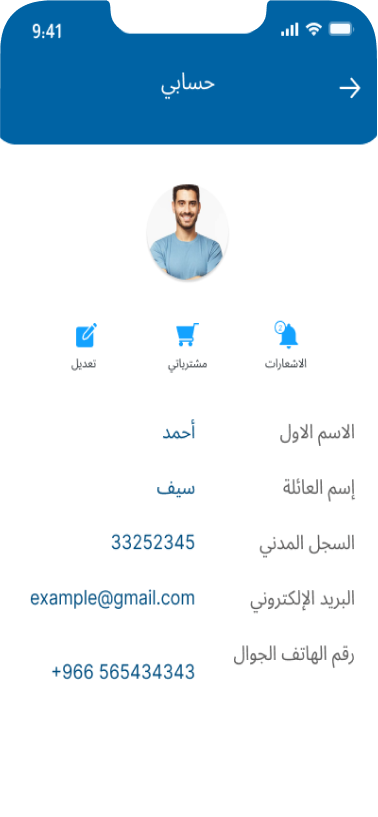 9:41
حسابي
2
الاشعارات
مشترياتي
تعديل
الاسم الاول
أحمد
إسم العائلة
سيف
السجل المدني
33252345
البريد الإلكتروني
example@gmail.com
رقم الهاتف الجوال
+966 565434343